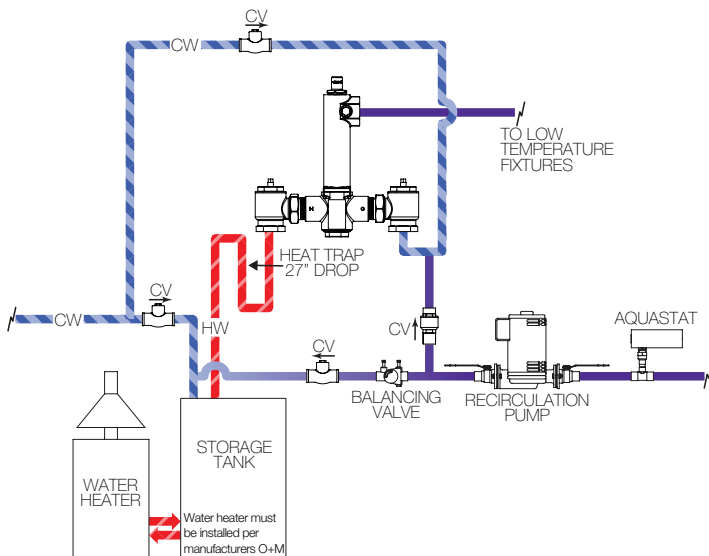 CV
CW
TO LOW
TEMPERATURE
FIXTURES
H
C
HEAT TRAP
27" DROP
CV
CW
HW
CV
CV
AQUASTAT
BALANCING
VALVE
RECIRCULATION
PUMP
STORAGE
TANK
WATER
HEATER
Water heater must
be installed per
manufacturers O+M